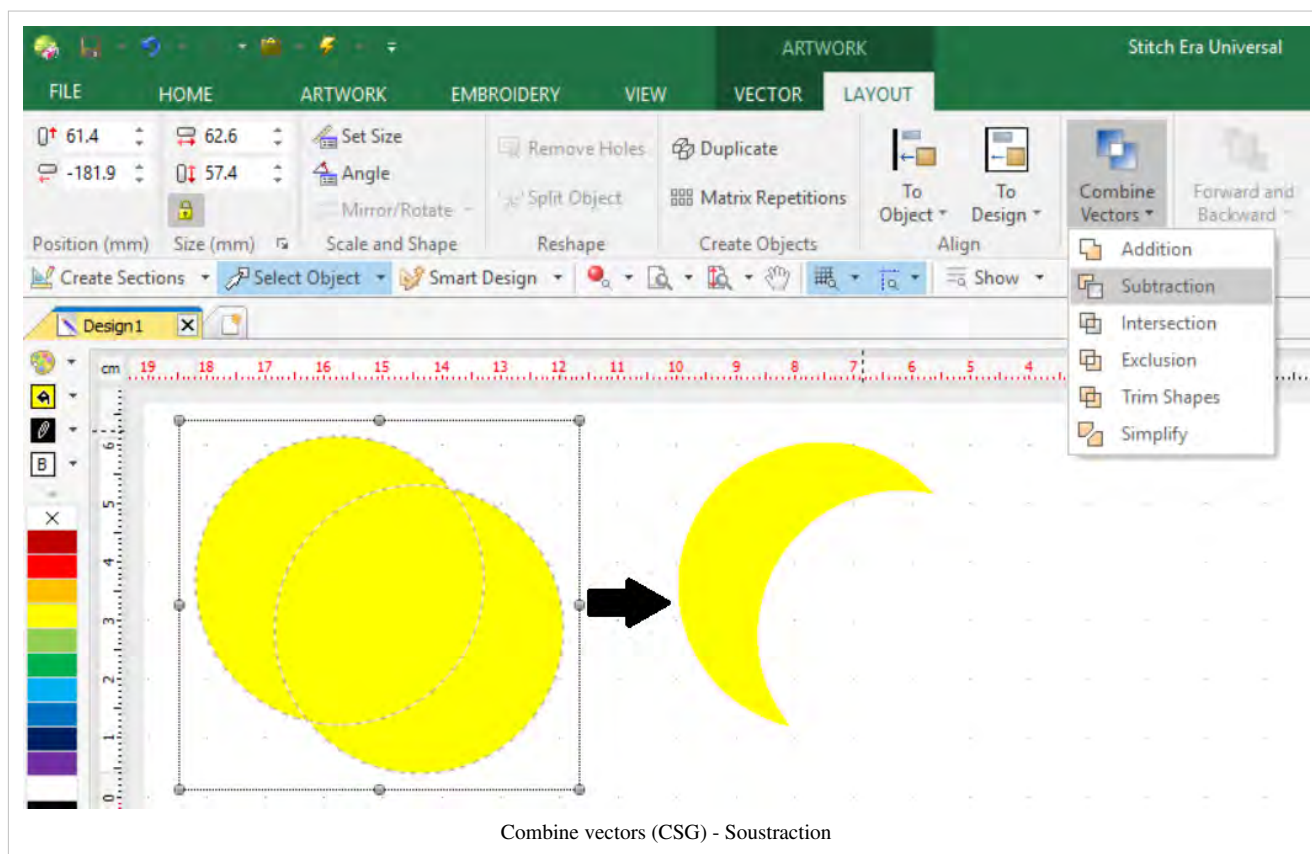 ARTWORK Stitch Era Universal
FILE HOME ARTWORK EMBROIDERY VIEW VECTOR LAYOUT
61.4 62.6 Set Size Remove Holes Duplicate
-181.9 57.4 Angle Split Object Matrix Repetitions To Object To Design Combine Vectors Forward and Backward
Mirror/Rotate
Position (mm) Size (mm) Scale and Shape Reshape Create Objects Align
Addition
Create Sections Select Object Smart Design Show
Subtraction
Design1
Intersection
Exclusion
cm 19 18 17 16 15 14 13 12 11 10 9 8 7 6 5 4
Trim Shapes
Simplify
B
6
5
4
3
2
1
0
Combine vectors (CSG) - Soustraction